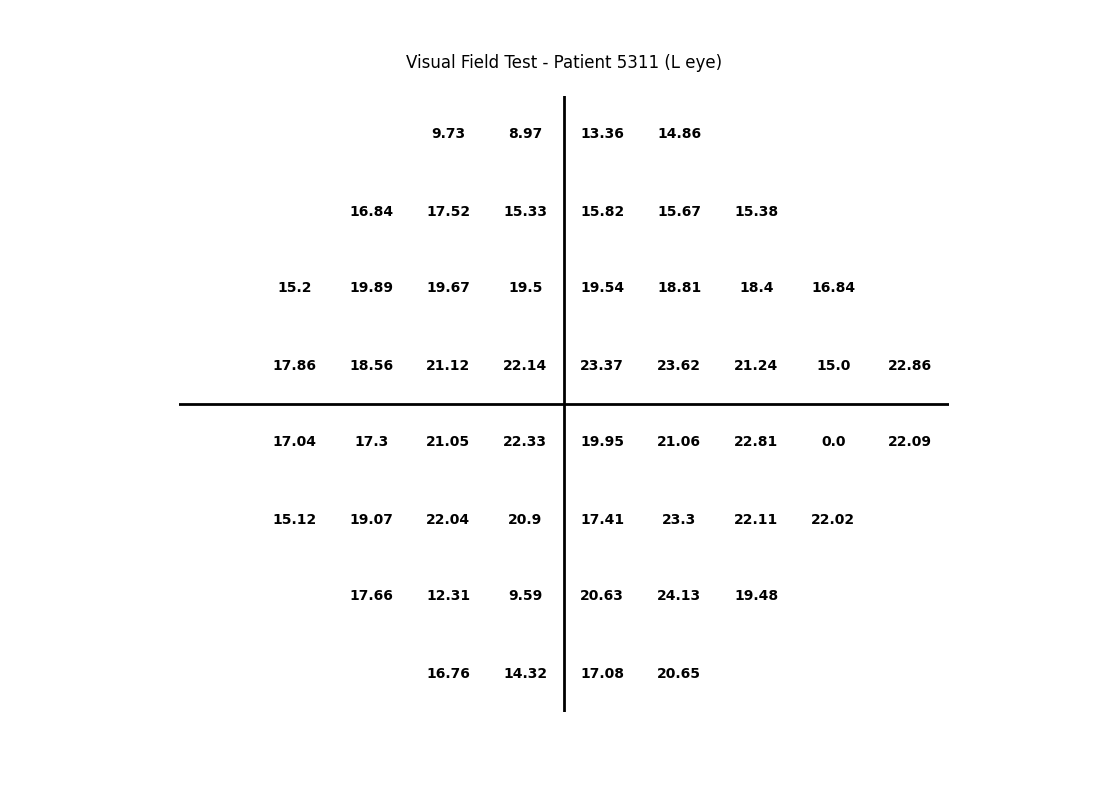 Visual Field Test - Patient 5311 (L eye)
9.73 8.97 13.36 14.86
16.84 17.52 15.33 15.82 15.67 15.38
15.2 19.89 19.67 19.5 19.54 18.81 18.4 16.84
17.86 18.56 21.12 22.14 23.37 23.62 21.24 15.0 22.86
17.04 17.3 21.05 22.33 19.95 21.06 22.81 0.0 22.09
15.12 19.07 22.04 20.9 17.41 23.3 22.11 22.02
17.66 12.31 9.59 20.63 24.13 19.48
16.76 14.32 17.08 20.65